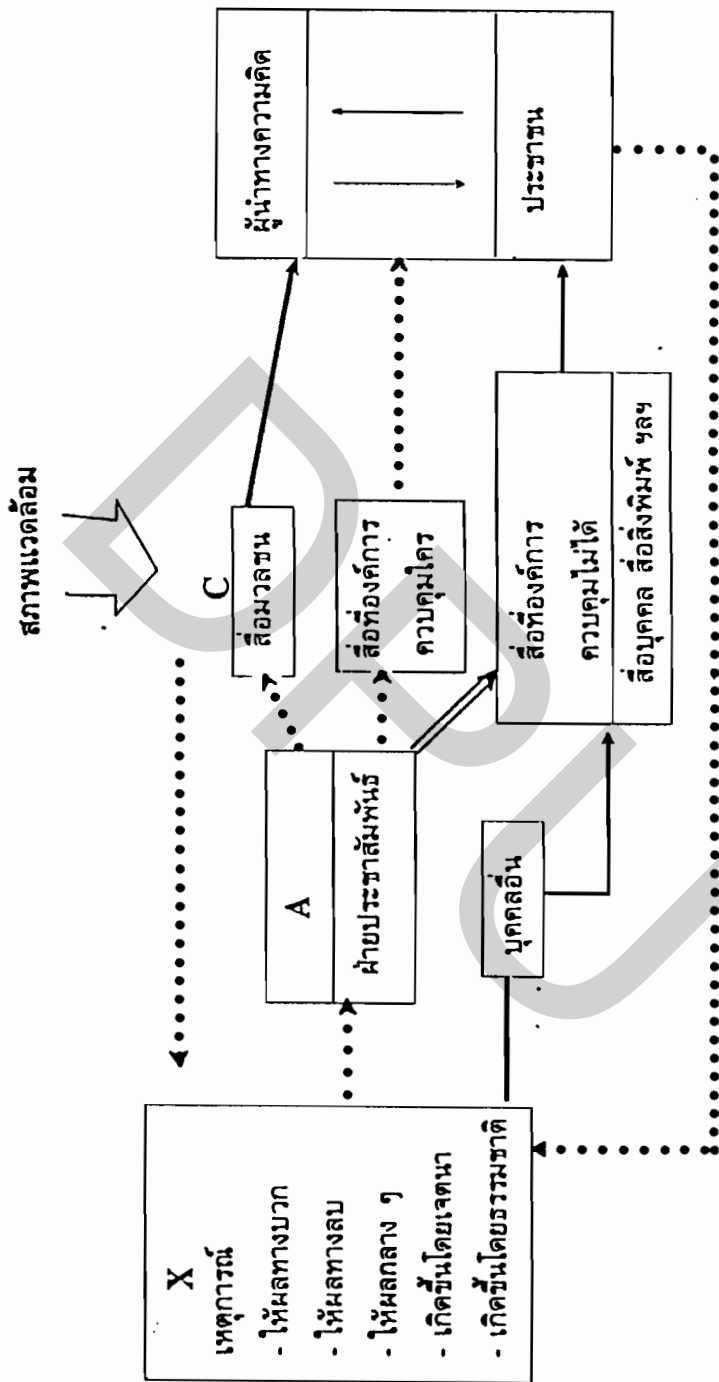 สภาพแวดล้อม
X
เหตุการณ์
- ให้ผลทางบวก
- ให้ผลทางลบ
- ให้ผลกลาง ๆ
- เกิดขึ้นโดยเจตนา
- เกิดขึ้นโดยธรรมชาติ
A
ฝ่ายประชาสัมพันธ์
บุคคลอื่น
C
สื่อมวลชน
สื่อที่องค์การ
ควบคุมใคร
สื่อที่องค์การ
ควบคุมไม่ได้
สื่อบุคคล สื่อสิ่งพิมพ์ ฯลฯ
ผู้นำทางความคิด
ประชาชน
DPU